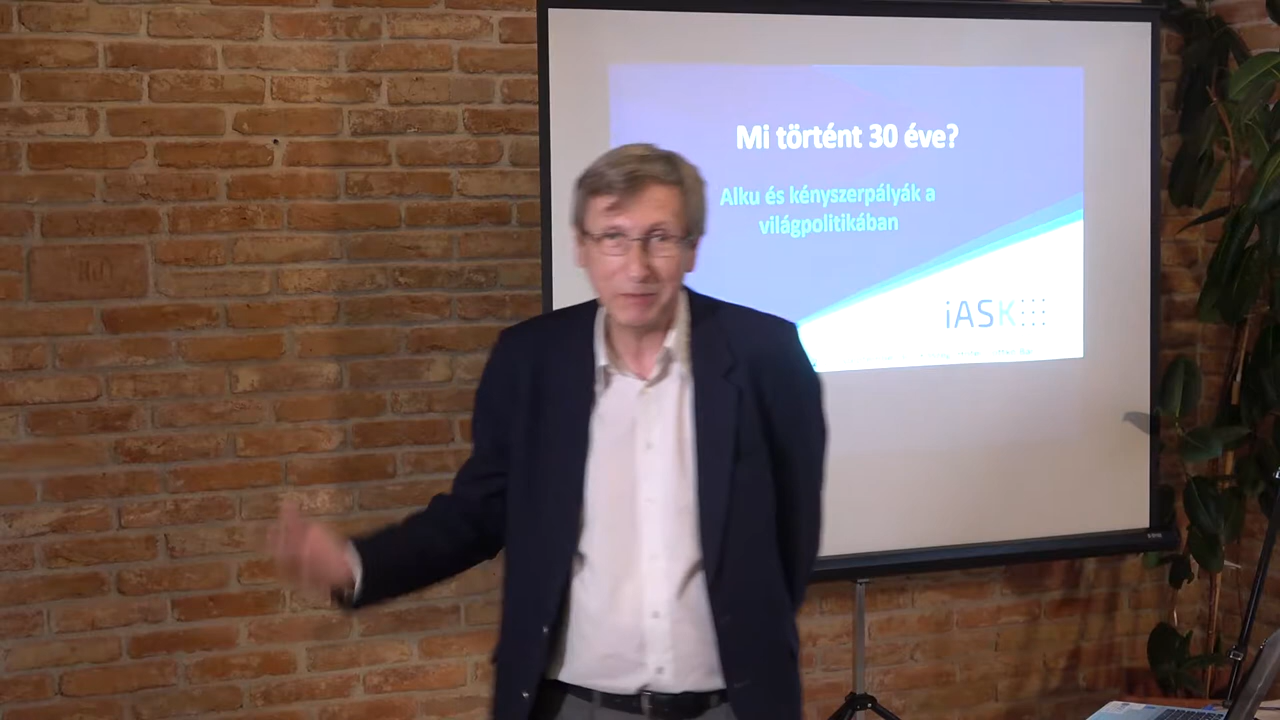 Mi történt 30 éve?
Alku és kényszerpályák a
világpolitikában
iASK